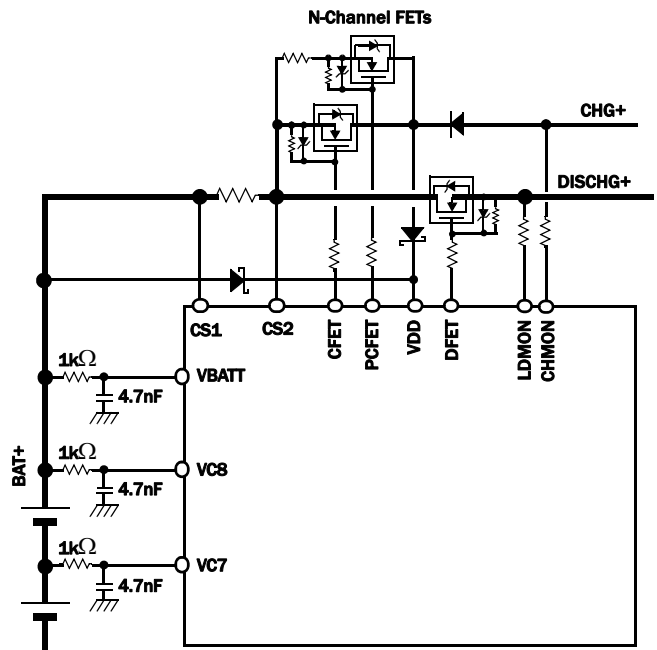 N-Channel FETs
CHG+
DISCHG+
CS1
CS2
CFET
PCFET
VDD
DFET
LDMON
CHMON
1kΩ
VBATT
4.7nF
BAT+
1kΩ
VC8
4.7nF
1kΩ
VC7
4.7nF